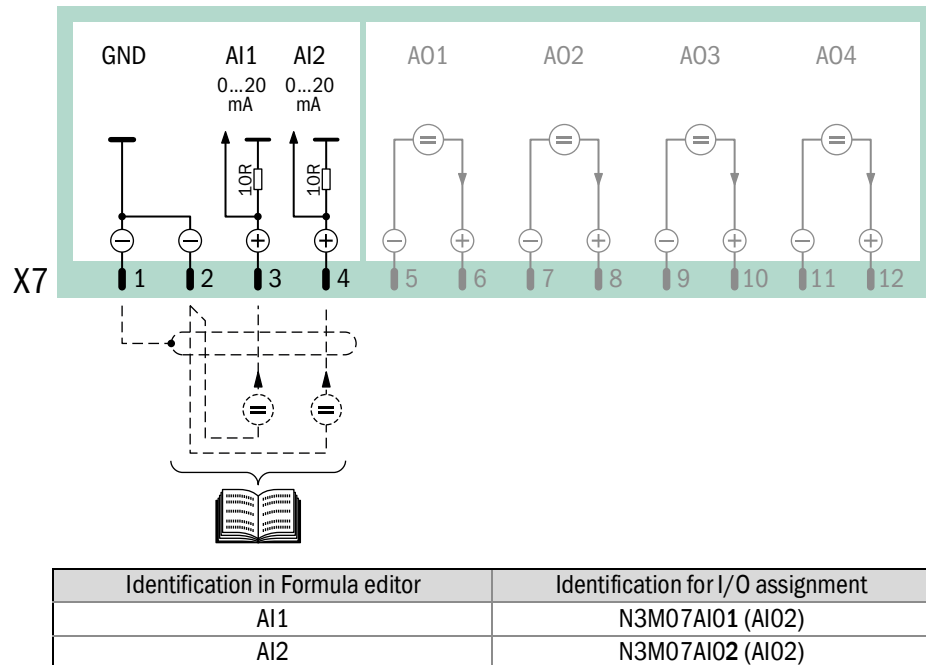 GND AI1 AI2 AO1 AO2 AO3 AO4
0...20 0...20
mA mA
10R 10R
X7 1 2 3 4 5 6 7 8 9 10 11 12
Identification in Formula editor Identification for I/O assignment
AI1 N3M07AI01 (AI02)
AI2 N3M07AI02 (AI02)